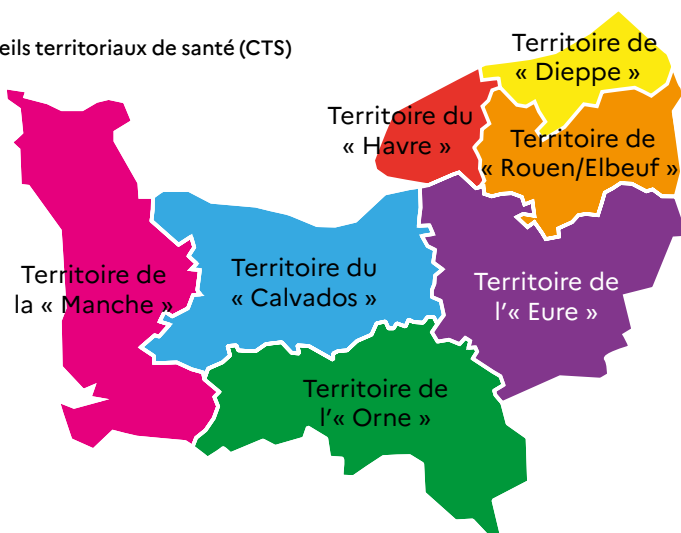 eils territoriaux de santé (CTS)
Territoire de
« Dieppe »
Territoire du
« Havre »
Territoire de
« Rouen/Elbeuf »
Territoire de
la « Manche »
Territoire du
« Calvados »
Territoire de
l'« Eure »
Territoire de
l'« Orne »